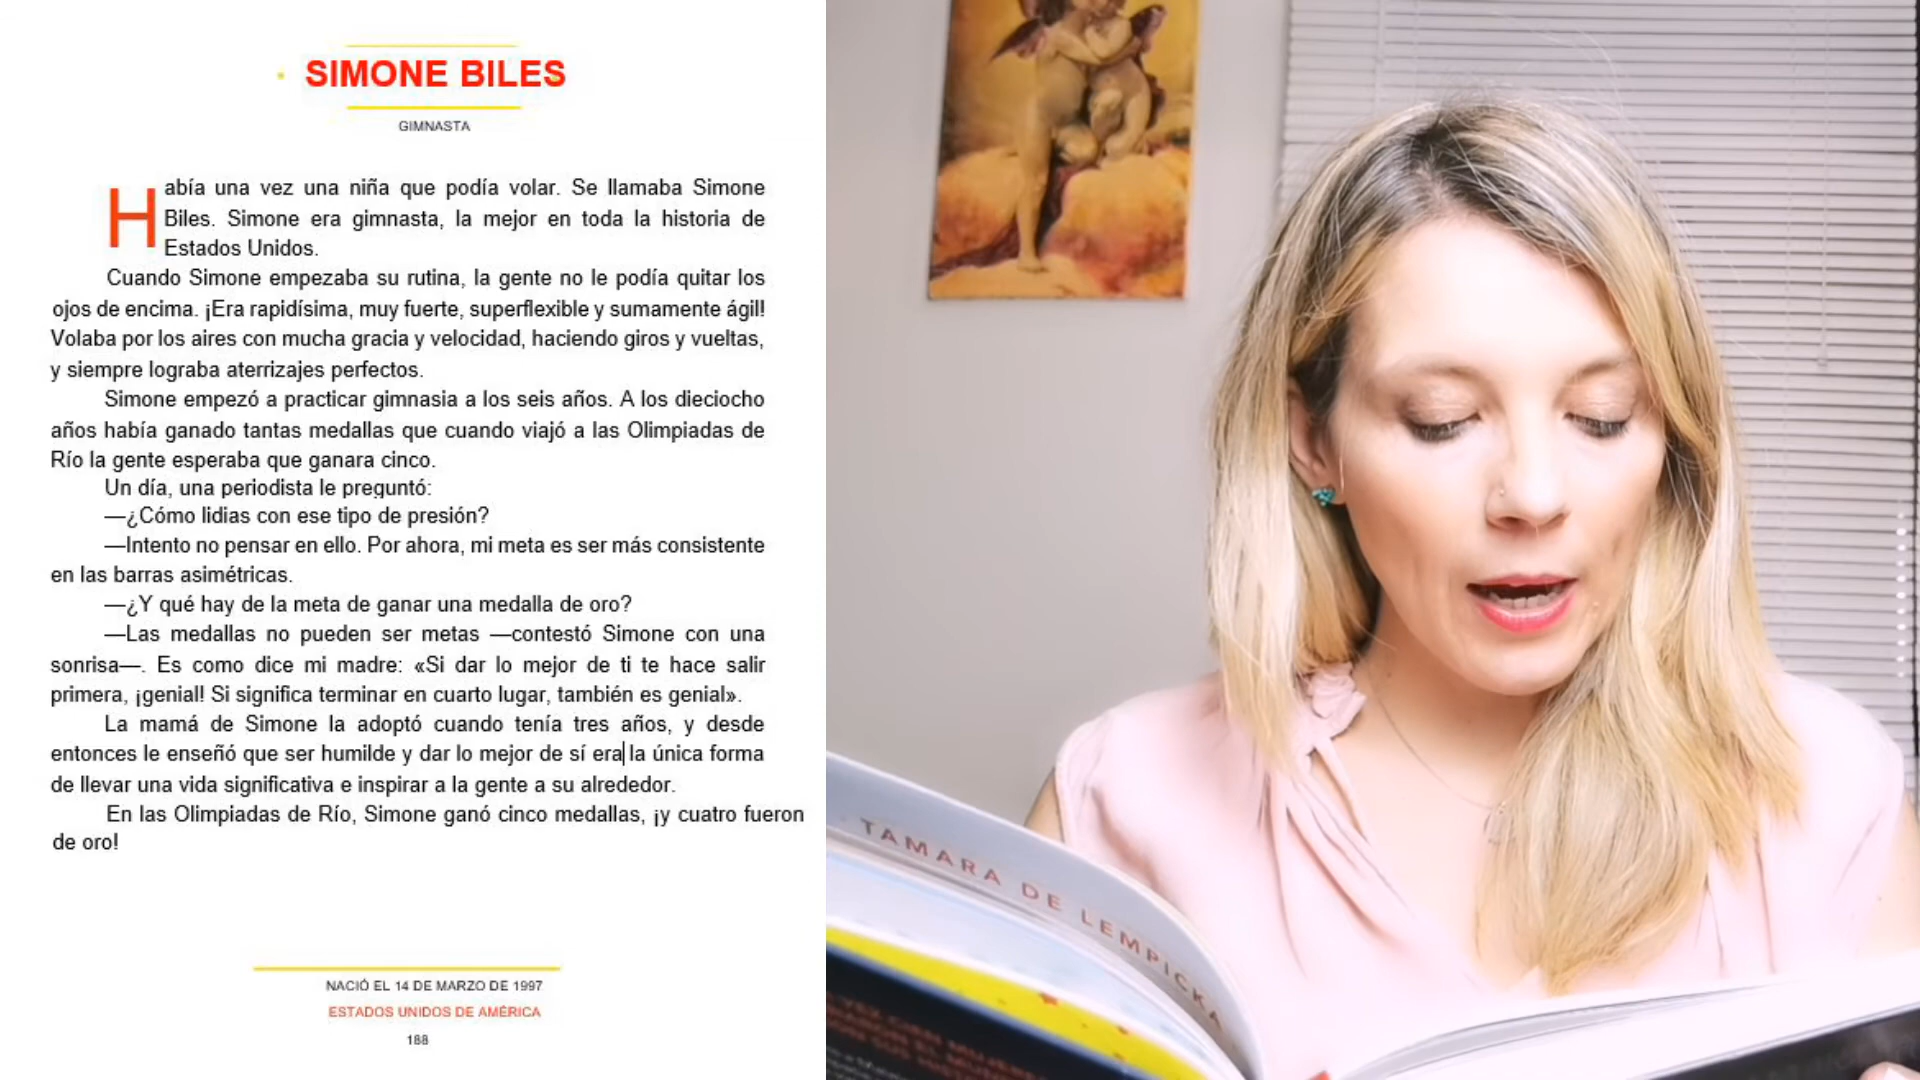 SIMONE BILES
GIMNASTA
Había una vez una niña que podía volar. Se llamaba Simone
Biles. Simone era gimnasta, la mejor en toda la historia de
Estados Unidos.
Cuando Simone empezaba su rutina, la gente no le podía quitar los
ojos de encima. ¡Era rapidísima, muy fuerte, superflexible y sumamente ágil!
Volaba por los aires con mucha gracia y velocidad, haciendo giros y vueltas,
y siempre lograba aterrizajes perfectos.
Simone empezó a practicar gimnasia a los seis años. A los dieciocho
años había ganado tantas medallas que cuando viajó a las Olimpiadas de
Río la gente esperaba que ganara cinco.
Un día, una periodista le preguntó:
—¿Cómo lidias con ese tipo de presión?
—Intento no pensar en ello. Por ahora, mi meta es ser más consistente
en las barras asimétricas.
—¿Y qué hay de la meta de ganar una medalla de oro?
—Las medallas no pueden ser metas —contestó Simone con una
sonrisa—. Es como dice mi madre: «Si dar lo mejor de ti te hace salir
primera, ¡genial! Si significa terminar en cuarto lugar, también es genial».
La mamá de Simone la adoptó cuando tenía tres años, y desde
entonces le enseñó que ser humilde y dar lo mejor de sí era la única forma
de llevar una vida significativa e inspirar a la gente a su alrededor.
En las Olimpiadas de Río, Simone ganó cinco medallas, ¡y cuatro fueron
de oro!
NACIÓ EL 14 DE MARZO DE 1997
ESTADOS UNIDOS DE AMÉRICA
188
TAMARA DE LEMPICKA